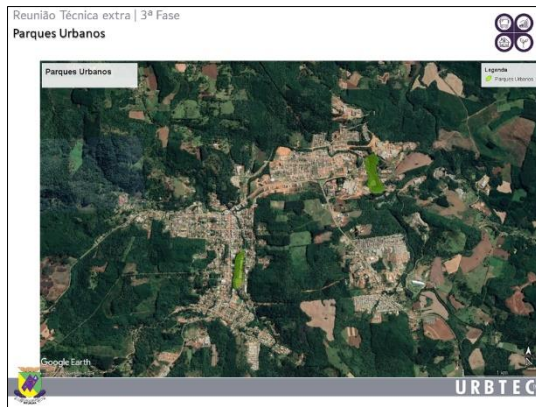 Reunião Técnica extra | 3ª Fase
Parques Urbanos
Parques Urbanos
Legenda
Parques Urbanos
Google Earth
URBTEC